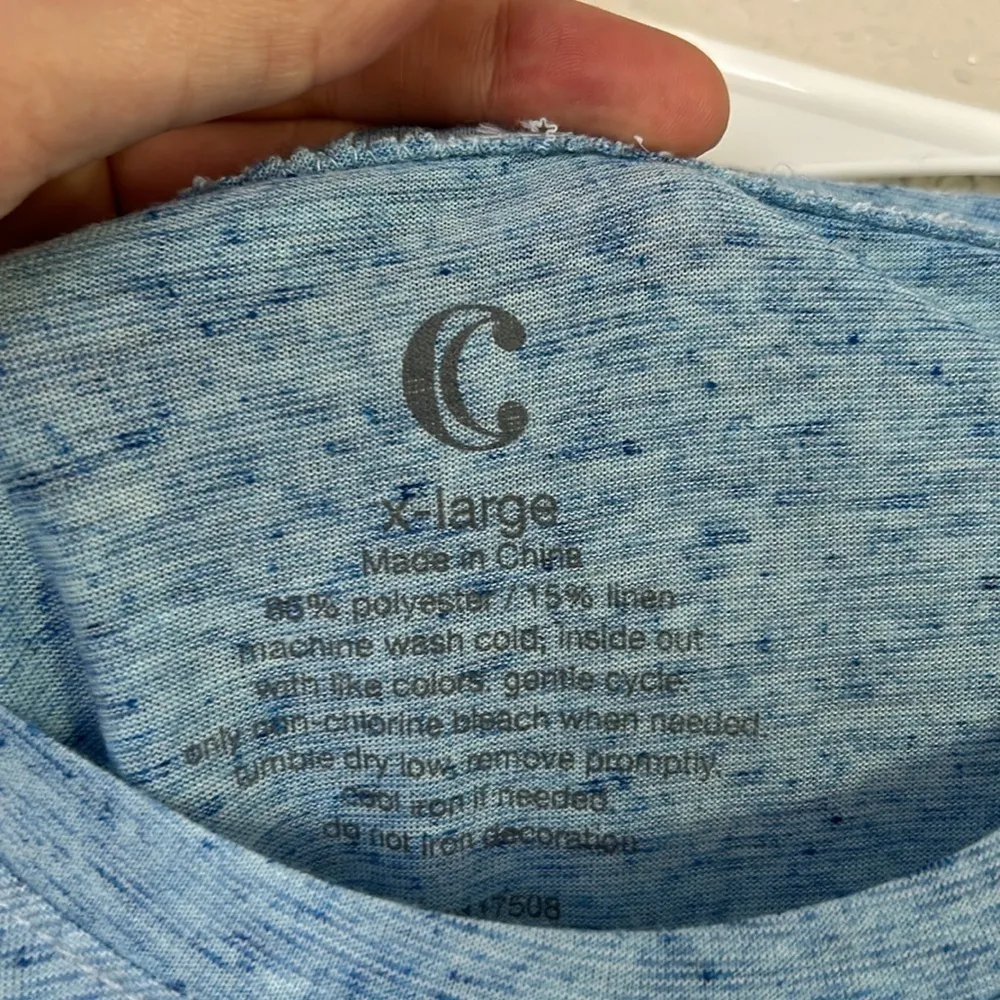 C
x-large
Made in China
85% polyester / 15% linen
machine wash cold, inside out
with like colors. gentle cycle.
only non-chlorine bleach when needed.
tumble dry low, remove promptly.
cool iron if needed.
do not iron decoration
17508